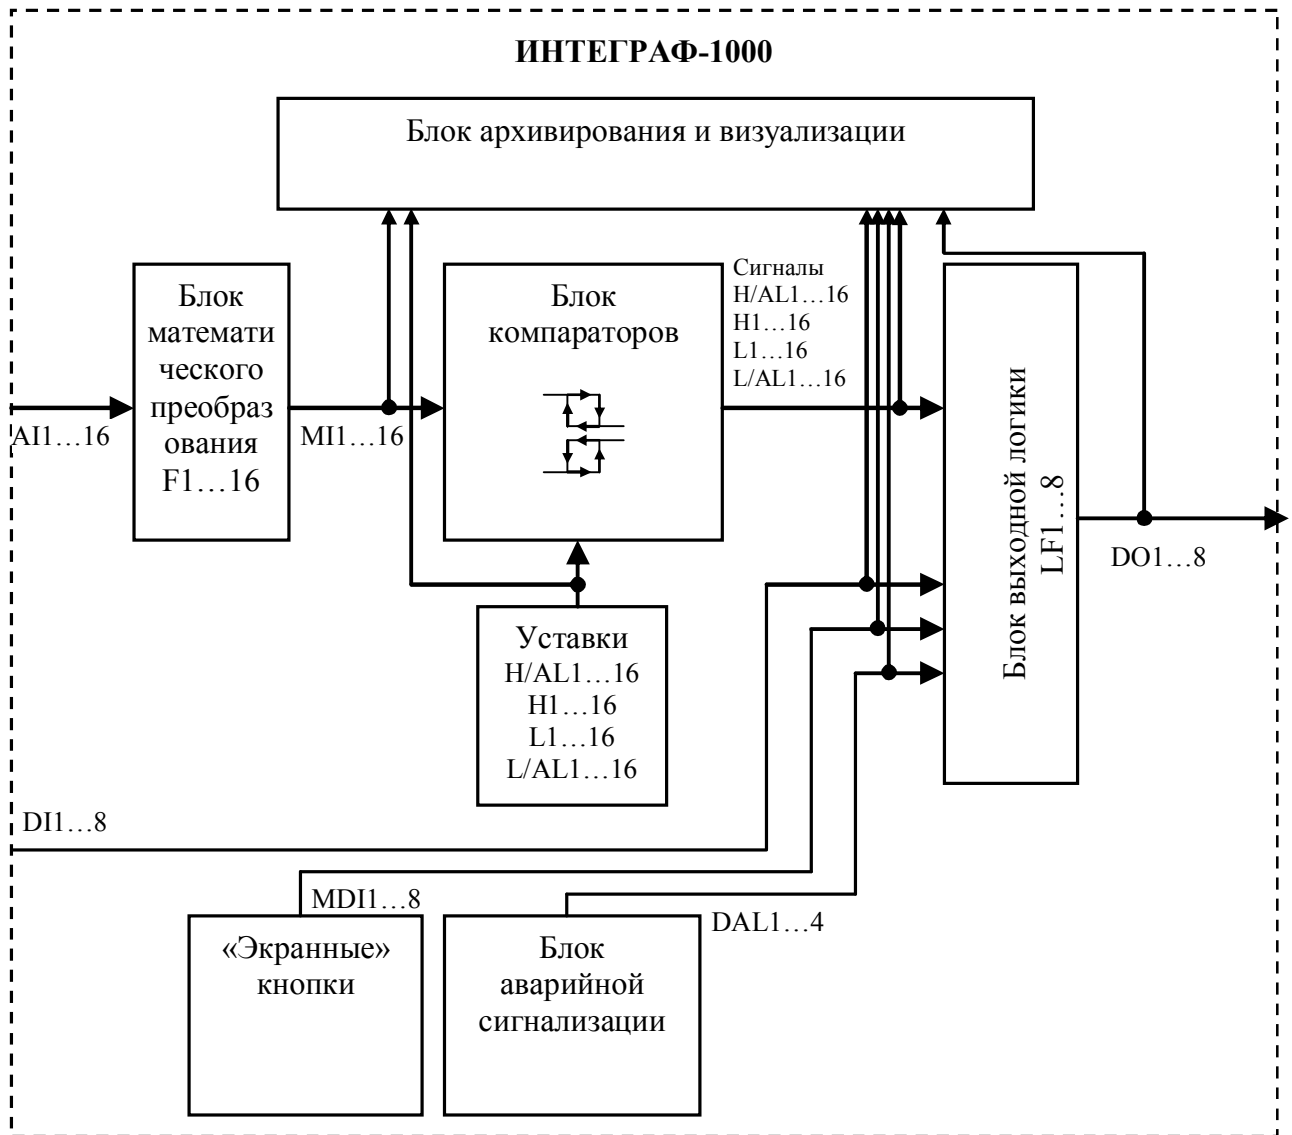 ИНТЕГРАФ-1000
Блок архивирования и визуализации
Блок
математи
ческого
преобраз
ования
F1…16
Блок
компараторов
Сигналы
H/AL1…16
H1…16
L1…16
L/AL1…16
AI1…16
MI1…16
Блок выходной логики
LF1…8
DO1…8
Уставки
H/AL1…16
H1…16
L1…16
L/AL1…16
DI1…8
MDI1…8
DAL1…4
«Экранные»
кнопки
Блок
аварийной
сигнализации